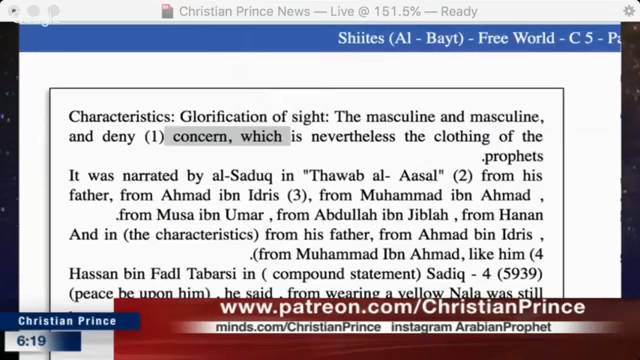 Christian Prince News — Live @ 151.5% — Ready
Shiites (Al - Bayt) - Free World - C 5 - Pa
Characteristics: Glorification of sight: The masculine and masculine,
and deny (1) concern, which is nevertheless the clothing of the
.prophets
It was narrated by al-Saduq in "Thawab al- Aasal" (2) from his
father, from Ahmad ibn Idris (3), from Muhammad ibn Ahmad ,
.from Musa ibn Umar , from Abdullah ibn Jiblah , from Hanan
And in (the characteristics) from his father, from Ahmad bin Idris ,
.(from Muhammad Ibn Ahmad, like him (4
Hassan bin Fadl Tabarsi in ( compound statement) Sadiq - 4 (5939)
(peace be upon him) , he said , from wearing a yellow Nala was still
www.patreon.com/ChristianPrince
Christian Prince
minds.com/ChristianPrince instagram ArabianProphet
6:19